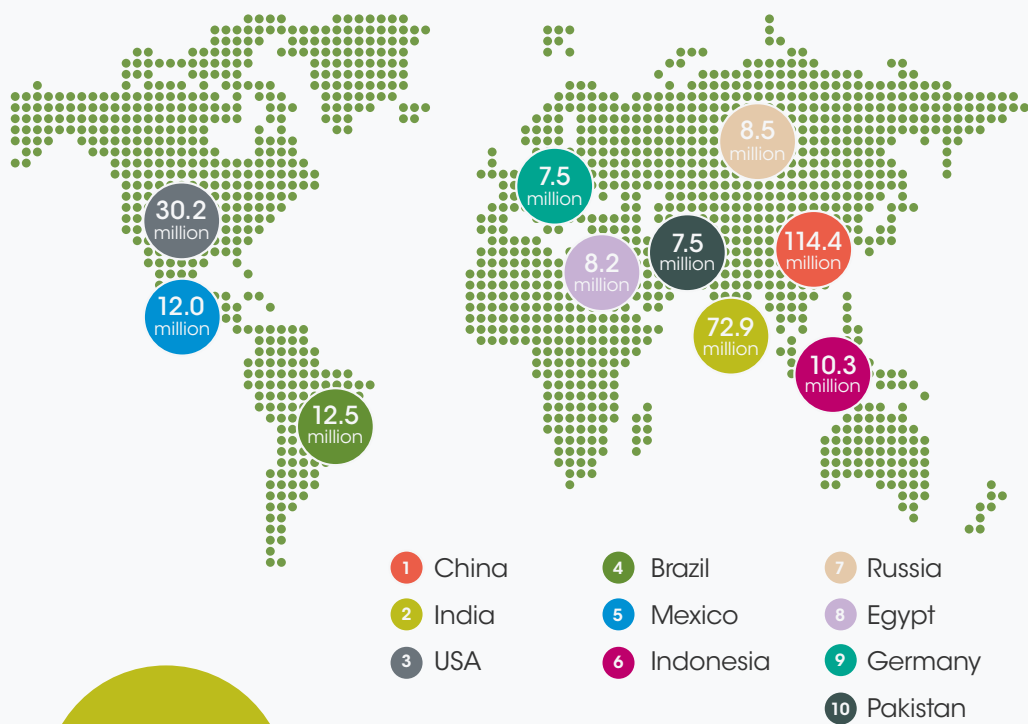 8.5
million
7.5
million
30.2
million
7.5
million
114.4
million
8.2
million
12.0
million
72.9
million
10.3
million
12.5
million
1 China
2 India
3 USA
4 Brazil
5 Mexico
6 Indonesia
7 Russia
8 Egypt
9 Germany
10 Pakistan